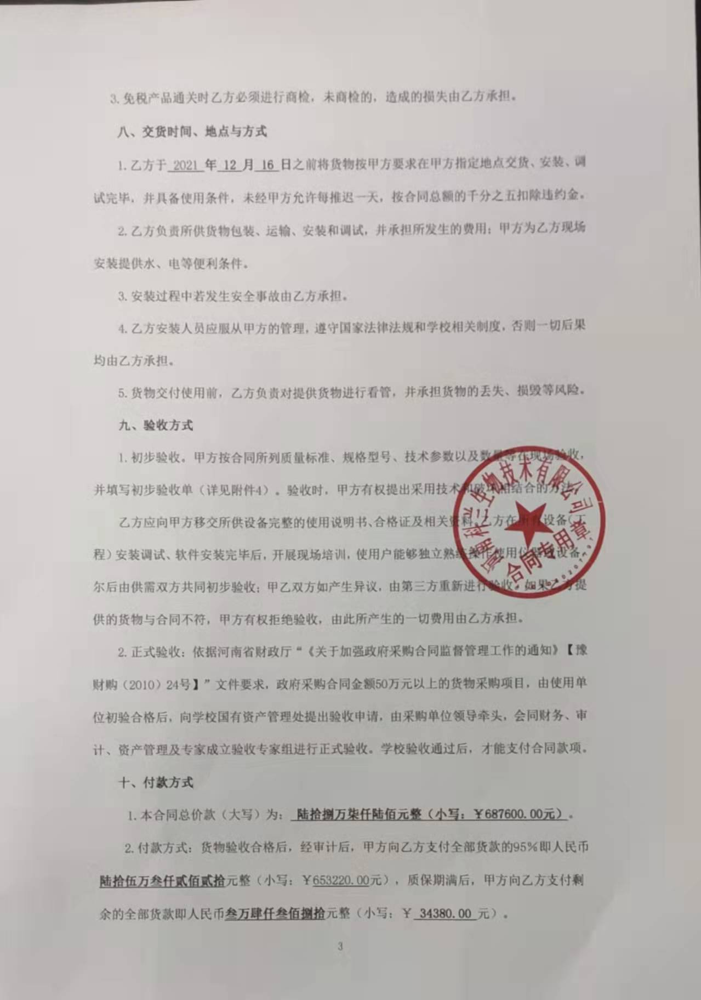 3.免税产品通关时乙方必须进行商检，未商检的，造成的损失由乙方承担。
八、交货时间、地点与方式
1.乙方于 2021 年 12 月 16 日之前将货物按甲方要求在甲方指定地点交货、安装、调
试完毕，并具备使用条件，未经甲方允许每推迟一天，按合同总额的千分之五扣除违约金。
2.乙方负责所供货物包装、运输、安装和调试，并承担所发生的费用；甲方为乙方现场
安装提供水、电等便利条件。
3.安装过程中若发生安全事故由乙方承担。
4.乙方安装人员应服从甲方的管理，遵守国家法律法规和学校相关制度，否则一切后果
均由乙方承担。
5.货物交付使用前，乙方负责对提供货物进行看管，并承担货物的丢失、损毁等风险。
九、验收方式
1.初步验收。甲方按合同所列质量标准、规格型号、技术参数以及数量等在现场验收，
并填写初步验收单（详见附件4）。验收时，甲方有权提出采用技术和破坏相结合的方法。
乙方应向甲方移交所供设备完整的使用说明书、合格证及相关资料。乙方在所有设备（工
程）安装调试、软件安装完毕后，开展现场培训，使用户能够独立熟练操作使用仪器或设备，
尔后由供需双方共同初步验收；甲乙双方如产生异议，由第三方重新进行验收。如果乙方提
供的货物与合同不符，甲方有权拒绝验收，由此所产生的一切费用由乙方承担。
2.正式验收：依据河南省财政厅“《关于加强政府采购合同监督管理工作的通知》【豫
财购（2010）24号】”文件要求，政府采购合同金额50万元以上的货物采购项目，由使用单
位初验合格后，向学校国有资产管理处提出验收申请，由采购单位领导牵头，会同财务、审
计、资产管理及专家成立验收专家组进行正式验收。学校验收通过后，才能支付合同款项。
十、付款方式
1.本合同总价款（大写）为： 陆拾捌万柒仟陆佰元整（小写：￥687600.00元）。
2.付款方式：货物验收合格后，经审计后，甲方向乙方支付全部货款的95%即人民币
陆拾伍万叁仟贰佰贰拾元整（小写：￥653220.00元），质保期满后，甲方向乙方支付剩
余的全部货款即人民币叁万肆仟叁佰捌拾元整（小写：￥ 34380.00 元）。
3
生物技术有限公司
合同专用章